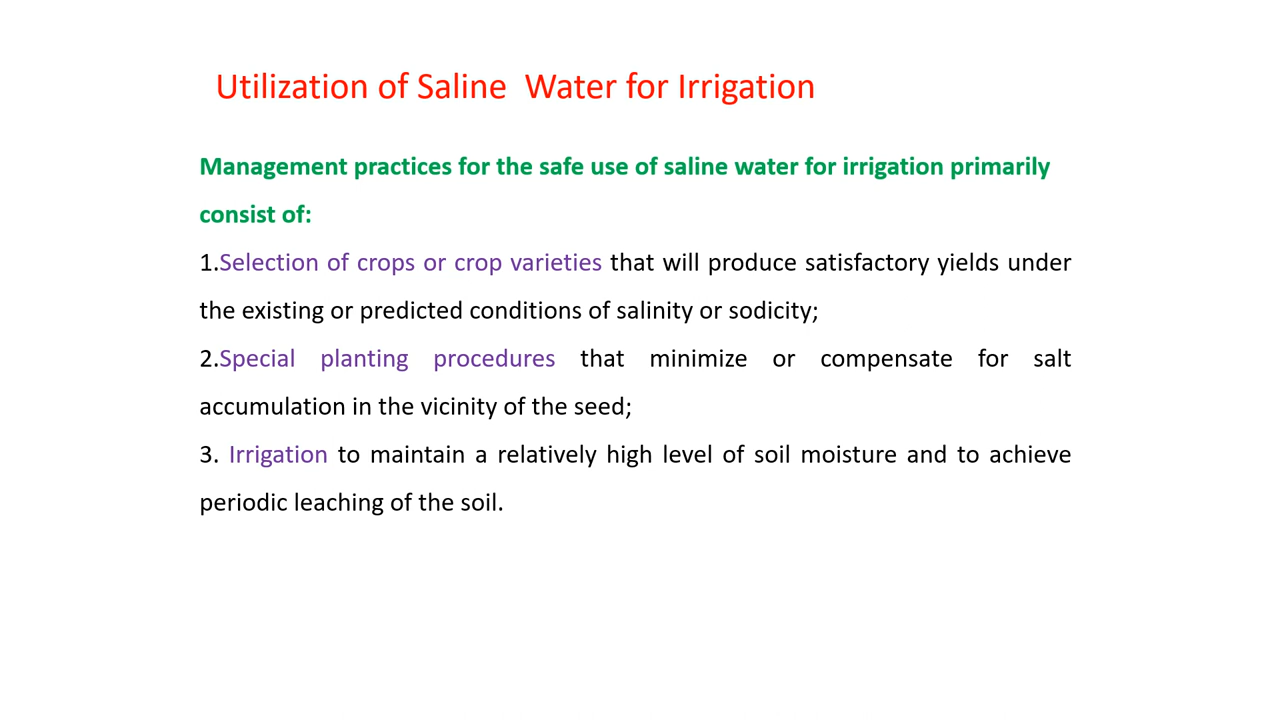 Utilization of Saline  Water for Irrigation
Management practices for the safe use of saline water for irrigation primarily
consist of:
1.Selection of crops or crop varieties that will produce satisfactory yields under
the existing or predicted conditions of salinity or sodicity;
2.Special planting procedures that minimize or compensate for salt
accumulation in the vicinity of the seed;
3. Irrigation to maintain a relatively high level of soil moisture and to achieve
periodic leaching of the soil.